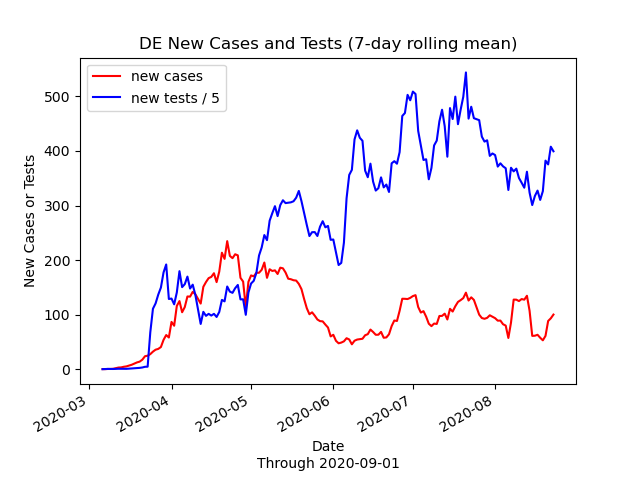 DE New Cases and Tests (7-day rolling mean)
new cases
new tests / 5
New Cases or Tests
500
400
300
200
100
0
2020-03
2020-04
2020-05
2020-06
2020-07
2020-08
Date
Through 2020-09-01